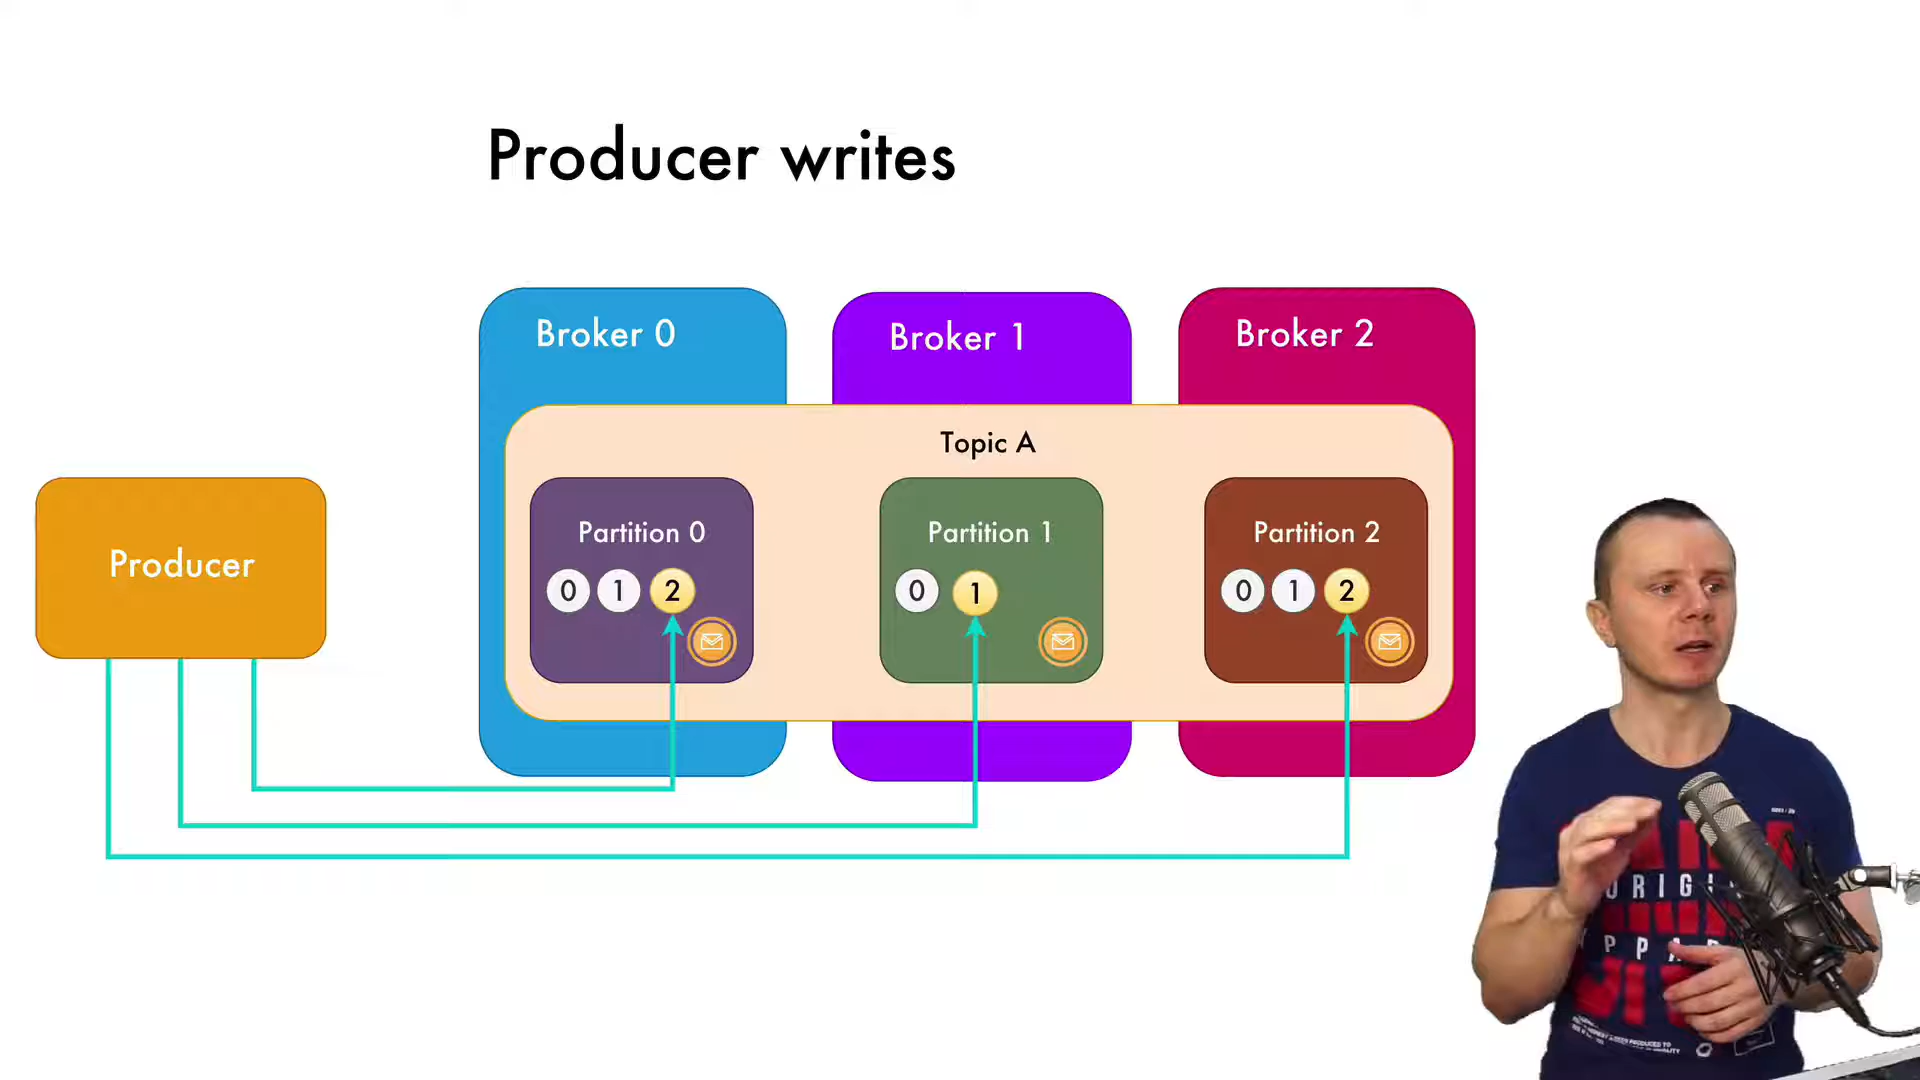 Producer writes
Broker 0
Broker 1
Broker 2
Topic A
Producer
Partition 0
Partition 1
Partition 2
0 1 2
0 1
0 1 2
ORIGI